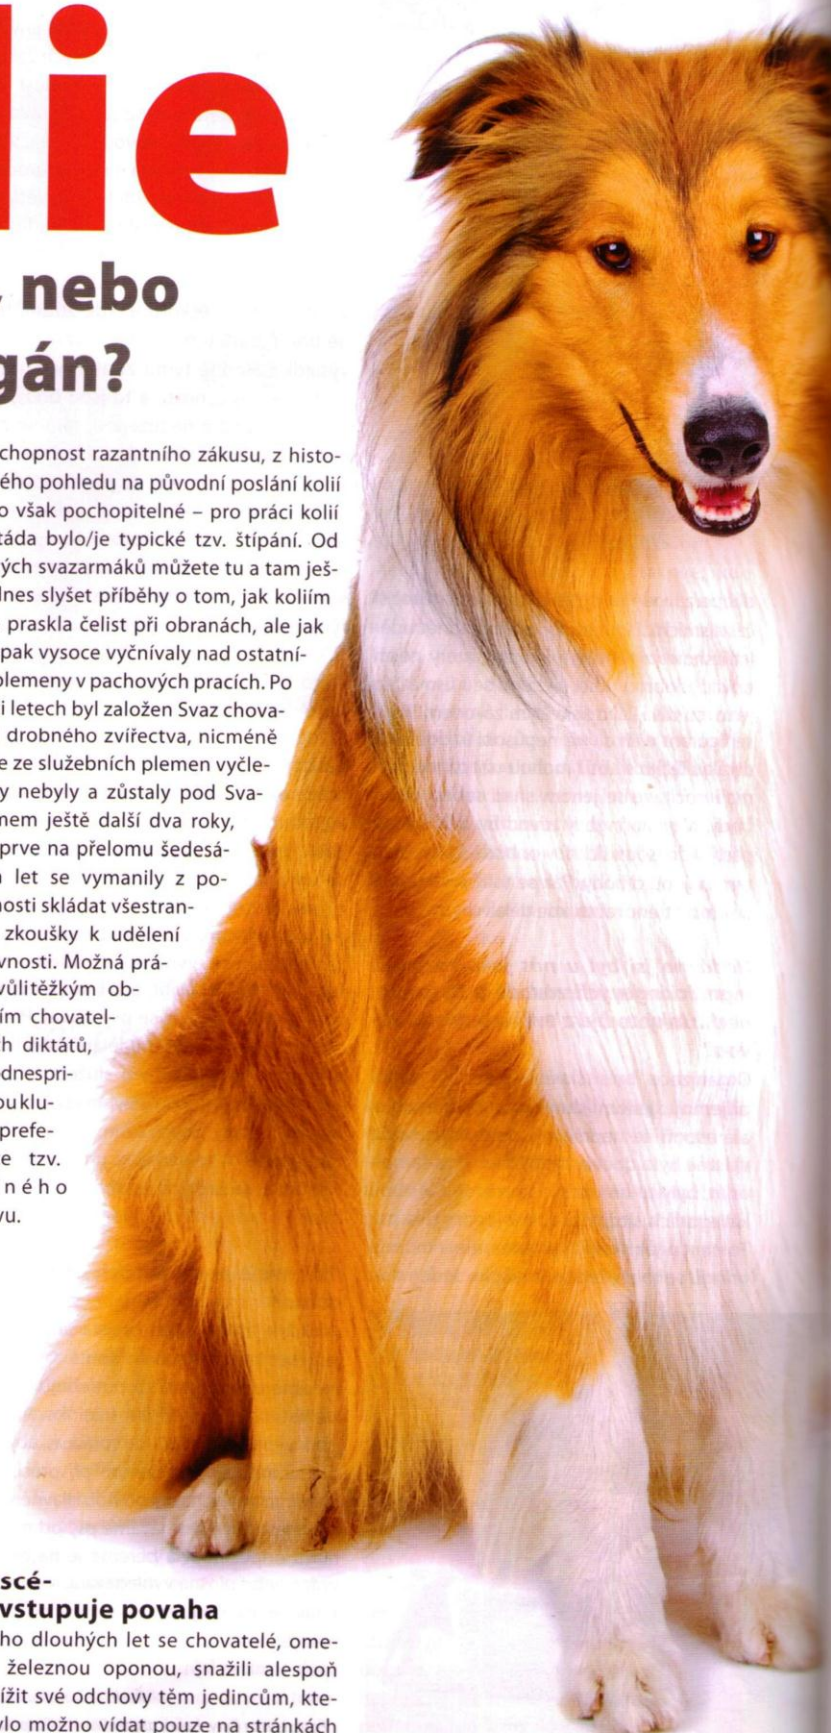 lie
, nebo
gán?
chopnost razantního zákusu, z histo-
ého pohledu na původní poslání kolií
o však pochopitelné – pro práci kolií
táda bylo/je typické tzv. štípání. Od
ých svazarmáků můžete tu a tam ješ-
dnes slyšet příběhy o tom, jak koliím
praskla čelist při obranách, ale jak
pak vysoce vyčnívaly nad ostatní-
plemeny v pachových pracích. Po
i letech byl založen Svaz chova-
drobného zvířectva, nicméně
e ze služebních plemen vyčle-
y nebyly a zůstaly pod Sva-
mem ještě další dva roky,
prve na přelomu šedesá-
let se vymanily z po-
nosti skládat všestran-
zkoušky k udělení
vnosti. Možná prá-
vůli těžkým ob-
ím chovatel-
h diktátů,
dnes pri-
ou klu-
prefe-
e tzv.
ného
vu.
scé-
vstupuje povaha
ho dlouhých let se chovatelé, ome-
železnou oponou, snažili alespoň
ížit své odchovy těm jedincům, kte-
ylo možno vídat pouze na stránkách